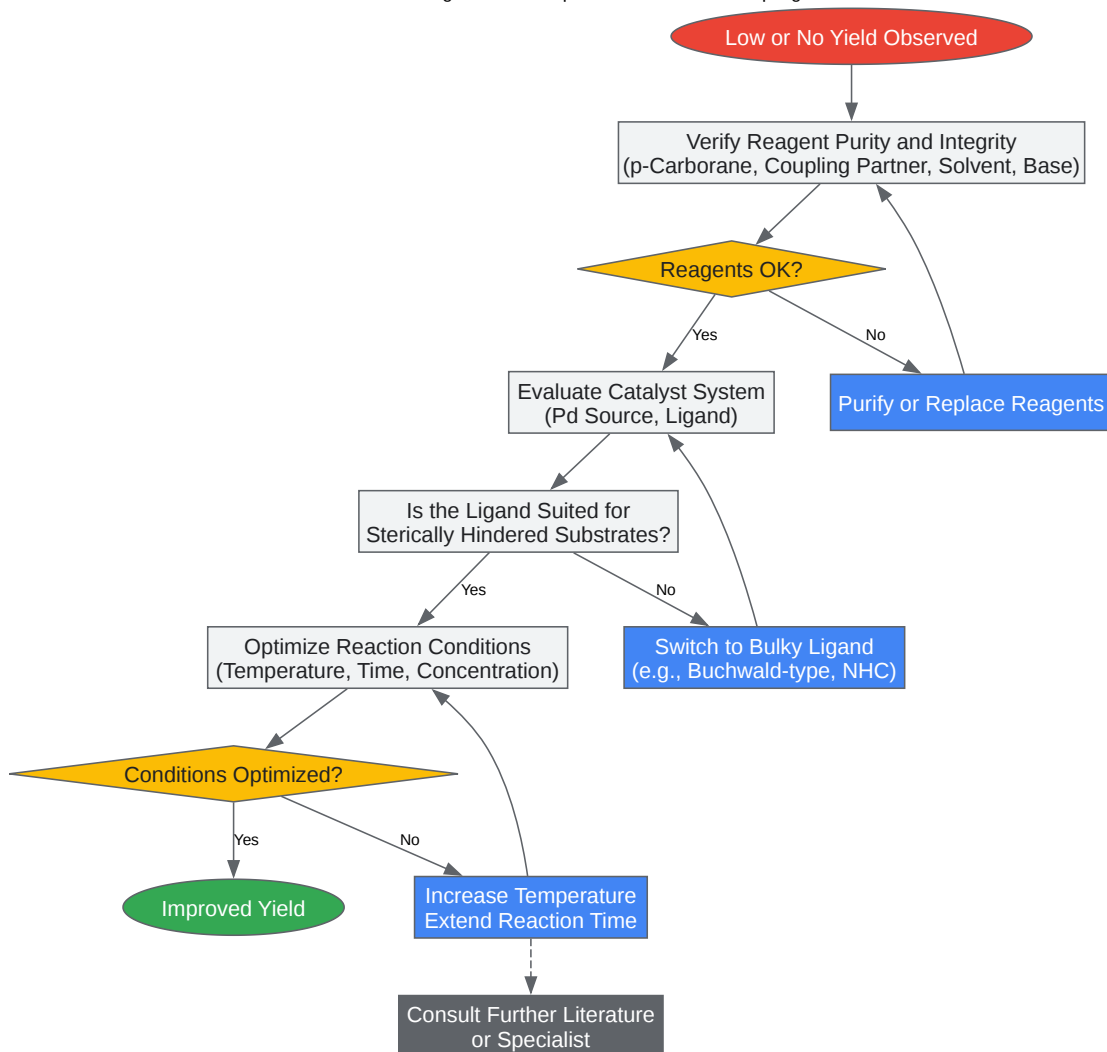 Low or No Yield Observed
Verify Reagent Purity and Integrity
(p-Carborane, Coupling Partner, Solvent, Base)
Reagents OK?
Yes
No
Evaluate Catalyst System
(Pd Source, Ligand)
Purify or Replace Reagents
Is the Ligand Suited for
Sterically Hindered Substrates?
Yes
No
Optimize Reaction Conditions
(Temperature, Time, Concentration)
Switch to Bulky Ligand
(e.g., Buchwald-type, NHC)
Conditions Optimized?
Yes
No
Improved Yield
Increase Temperature
Extend Reaction Time
Consult Further Literature
or Specialist